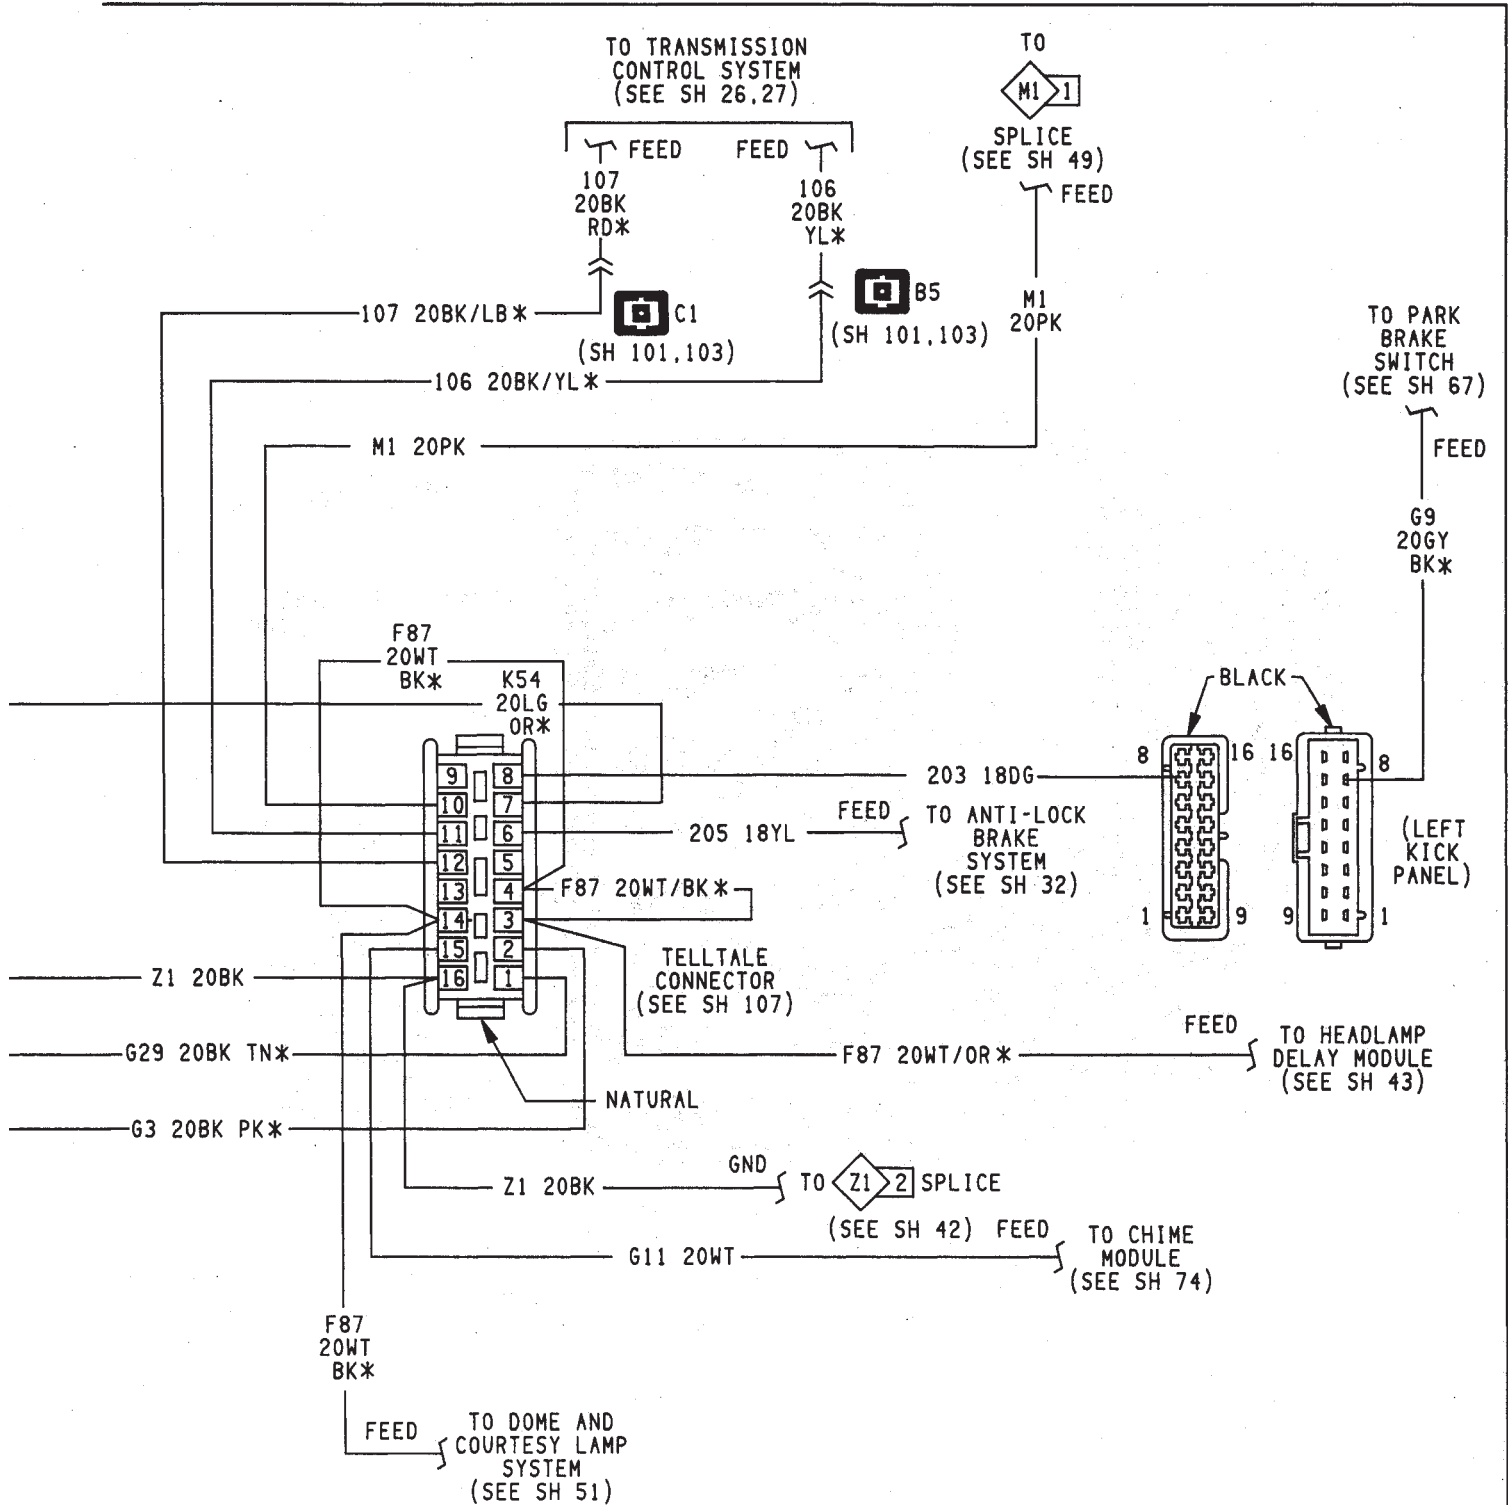 TO TRANSMISSION
CONTROL SYSTEM
(SEE SH 26,27)
TO
M1 1
SPLICE
(SEE SH 49)
FEED
FEED
FEED
107
20BK
RD*
106
20BK
YL*
C1
(SH 101,103)
B5
(SH 101,103)
M1
20PK
107 20BK/LB*
106 20BK/YL*
M1 20PK
TO PARK
BRAKE
SWITCH
(SEE SH 67)
FEED
G9
20GY
BK*
F87
20WT
BK*
K54
20LG
OR*
BLACK
9 8
10 7
11 6
12 5
13 4
14 3
15 2
16 1
203 18DG
205 18YL
FEED
TO ANTI-LOCK
BRAKE
SYSTEM
(SEE SH 32)
8 16
1 9
16 8
9 1
(LEFT
KICK
PANEL)
F87 20WT/BK*
TELLTALE
CONNECTOR
(SEE SH 107)
Z1 20BK
G29 20BK TN*
F87 20WT/OR*
FEED
TO HEADLAMP
DELAY MODULE
(SEE SH 43)
NATURAL
G3 20BK PK*
Z1 20BK
GND
TO Z1 2 SPLICE
(SEE SH 42)
G11 20WT
FEED
TO CHIME
MODULE
(SEE SH 74)
F87
20WT
BK*
FEED
TO DOME AND
COURTESY LAMP
SYSTEM
(SEE SH 51)